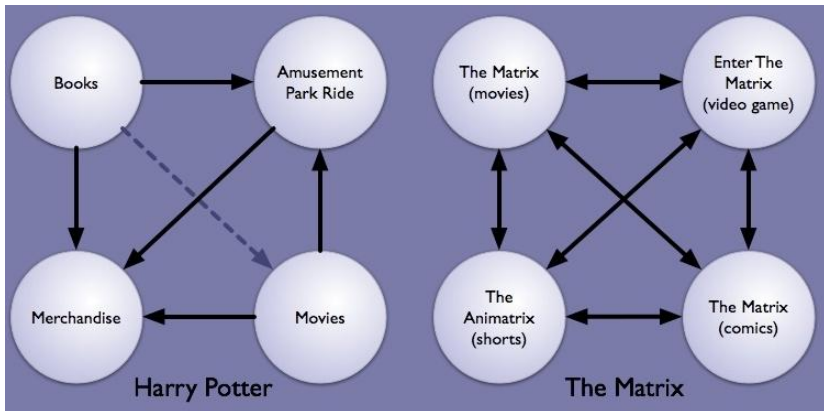 Books
Amusement
Park Ride
Merchandise
Movies
Harry Potter
The Matrix
(movies)
Enter The
Matrix
(video game)
The
Animatrix
(shorts)
The Matrix
(comics)
The Matrix